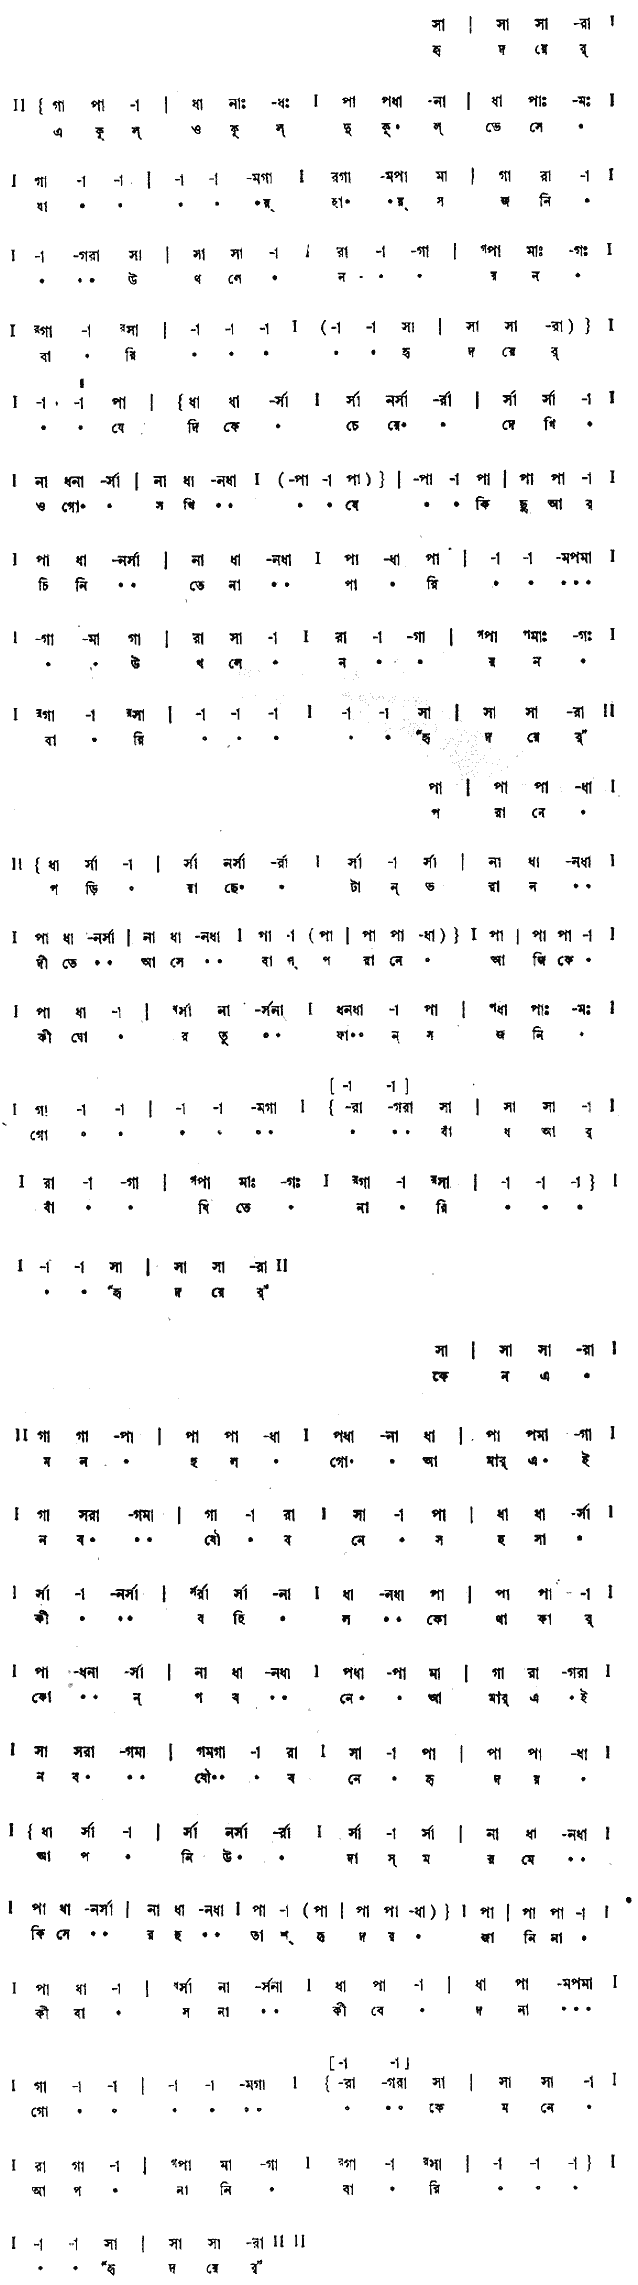 সা | সা সা -রা I
হৃ দ য়ে র্
II { গা পা -া | ধা নাঃ -ধঃ I পা পধা -না | ধা পাঃ -মঃ I
এ কূ ল্ ও কূ ল্ দু কূ॰ ল্ ভে সে ॰
I গা -া -া | -া -া -মগা I রগা -মপা মা | গা রা -া I
যা ॰ ॰ ॰ ॰ ॰য়্ হা॰ ॰য়্ স জ নি ॰
I -া -গরা সা | সা সা -া I রা -া -গা | গপা মাঃ -গঃ I
॰ ॰॰ উ থ লে ॰ ন ॰ ॰ য় ন ॰
I রগা -া রসা | -া -া -া I (-া -া সা | সা সা -রা) } I
বা ॰ রি ॰ ॰ ॰ ॰ ॰ হৃ দ য়ে র্
I -া -া পা | {ধা ধা -র্সা I র্সা নর্সা -র্রা | র্সা র্সা -া I
॰ ॰ যে দি কে ॰ চে য়ে॰ ॰ দে খি ॰
I না ধনা -র্সা | না ধা -নধা I (-পা -া পা) } | -পা -া পা | পা পা -া I
ও গো॰ ॰ স খি ॰॰ ॰ ॰ যে ॰ ॰ কি ছু আ র
I পা ধা -নর্সা | না ধা -নধা I পা -ধা পা | -া -া -মপমা I
চি নি ॰॰ তে না ॰॰ পা ॰ রি ॰ ॰ ॰॰॰
I -গা -মা গা | রা সা -া I রা -া -গা | গপা পমাঃ -গঃ I
॰ ॰ উ থ লে ॰ ন ॰ ॰ য় ন ॰
I রগা -া রসা | -া -া -া I -া -া সা | সা সা -রা II
বা ॰ রি ॰ ॰ ॰ ॰ ॰ “হৃ দ য়ে র্”
পা | পা পা -ধা I
প রা নে ॰
II { ধা র্সা -া | র্সা নর্সা -র্রা I র্সা -া র্সা | না ধা -নধা I
প ড়ি ॰ য়া ছে॰ ॰ টা ন্ ভ রা ন ॰॰
I পা ধা -নর্সা | না ধা -নধা I পা -া (পা | পা পা -ধা) } I পা | পা পা -া I
দী তে ॰॰ আ সে ॰॰ বা ণ্ প রা নে ॰ আ জি কে ॰
I পা ধা -া | র্সা না -র্সনা I ধনধা -া পা | পধা পাঃ -মঃ I
কী ঘো ॰ র তু ॰॰ ফা॰॰ ন্ স জ নি ॰
[ -া -া ]
I গা -া -া | -া -া -মগা I { -রা -গরা সা | সা সা -া I
গো ॰ ॰ ॰ ॰ ॰॰ ॰ ॰॰ বাঁ ধ আ র্
I রা -া -গা | গপা মাঃ -গঃ I রগা -া রসা | -া -া -া } I
বাঁ ॰ ॰ ধি তে ॰ না ॰ রি ॰ ॰ ॰
I -া -া সা | সা সা -রা II
॰ ॰ “হৃ দ য়ে র্”
সা | সা সা -রা I
কে ন এ ॰
II গা গা -পা | পা পা -ধা I পধা -না ধা | পা পমা -গা I
ম ন ॰ হ ল ॰ গো॰ ॰ আ মার্ এ॰ ই
I গা সরা -গমা | গা -া রা I সা -া পা | ধা ধা -র্সা I
ন ব॰ ॰॰ যৌ ॰ ব নে ॰ স হ সা ॰
I র্সা -া -নর্সা | র্সর্রা র্সা -না I ধা -নধা পা | পা পা -া I
কী ॰ ॰॰ ব হি ॰ ল ॰॰ কো থা কা র্
I পা -ধনা -র্সা | না ধা -নধা I পধা -পা মা | গা রা -গরা I
কো ॰॰ ন্ প ব ॰॰ নে॰ ॰ আ মার্ এ ॰ই
I সা সরা -গমা | গমগা -া রা I সা -া পা | পা পা -ধা I
ন ব॰ ॰॰ যৌ॰॰ ॰ ব নে ॰ হৃ দ য় ॰
I { ধা র্সা -া | র্সা নর্সা -র্রা I র্সা -া র্সা | না ধা -নধা I
আ প ॰ নি উ॰ ॰ দা স্ ম র মে ॰॰
I পা ধা -নর্সা | না ধা -নধা I পা -া (পা | পা পা -ধা) } I পা | পা পা -া I
কি সে ॰॰ র হু ॰॰ তা শ্ হৃ দ য় ॰ জা নি না ॰
I পা ধা -া | র্সা না -র্সনা I ধা পা -া | ধা পা -মপমা I
কী বা ॰ স না ॰॰ কী বে ॰ দ না ॰॰॰
[ -া -া ]
I গা -া -া | -া -া -মগা I { -রা -গরা সা | সা সা -া I
গো ॰ ॰ ॰ ॰ ॰॰ ॰ ॰॰ কে ম নে ॰
I রা গা -া | গপা মা -গা I রগা -া রসা | -া -া -া } I
আ প ॰ না নি ॰ বা ॰ রি ॰ ॰ ॰
I -া -া সা | সা সা -রা II II
॰ ॰ “হৃ দ য়ে র্”